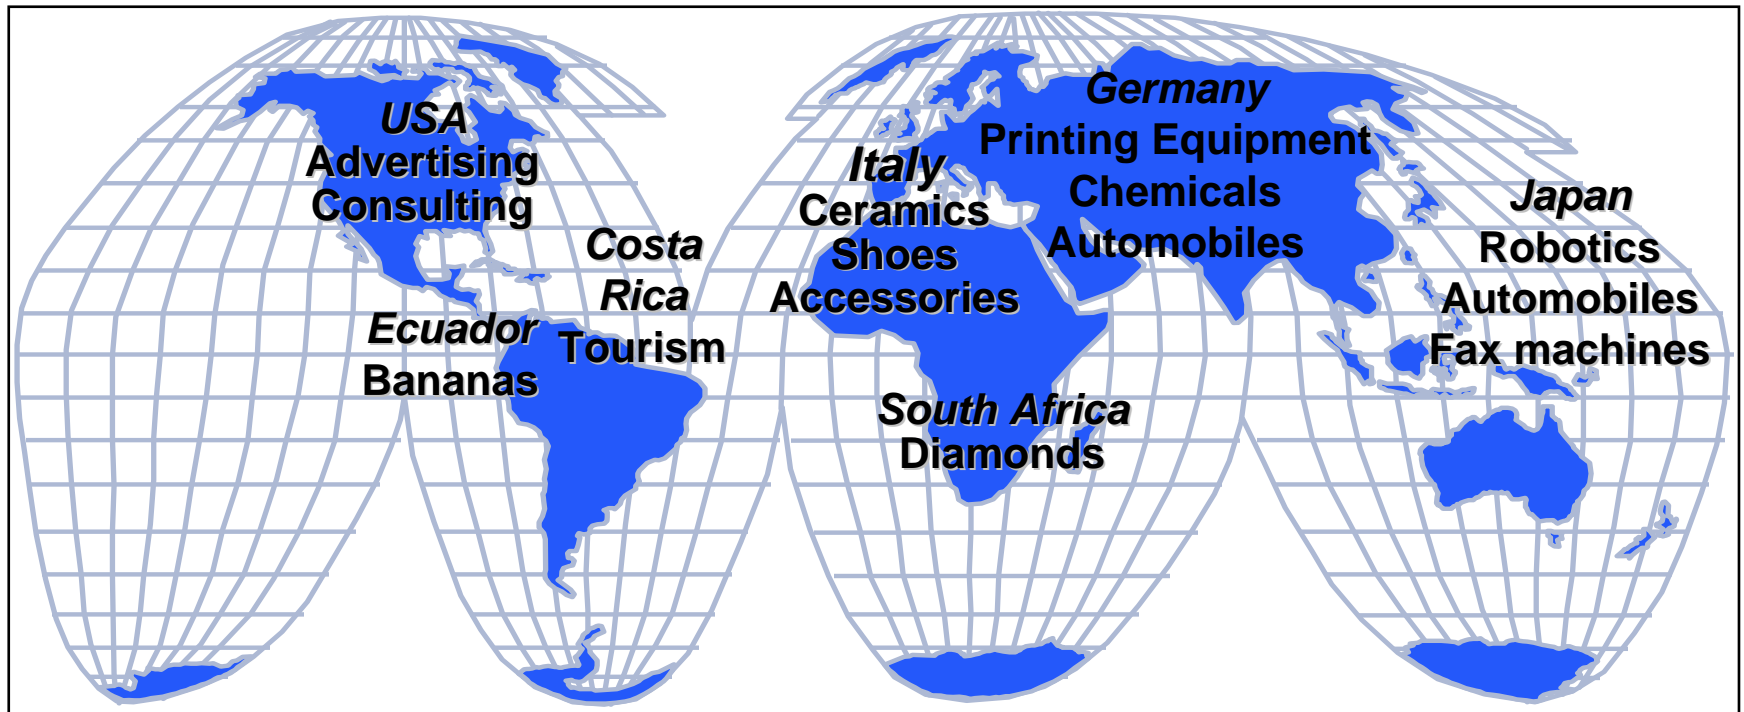 USA
Advertising
Consulting
Costa
Rica
Tourism
Ecuador
Bananas
Italy
Ceramics
Shoes
Accessories
South Africa
Diamonds
Germany
Printing Equipment
Chemicals
Automobiles
Japan
Robotics
Automobiles
Fax machines